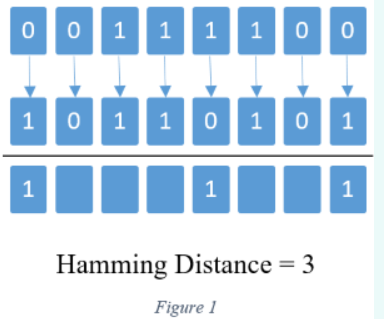 0 0 1 1 1 1 0 0
1 0 1 1 0 1 0 1
1 1 1
Hamming Distance = 3
Figure 1